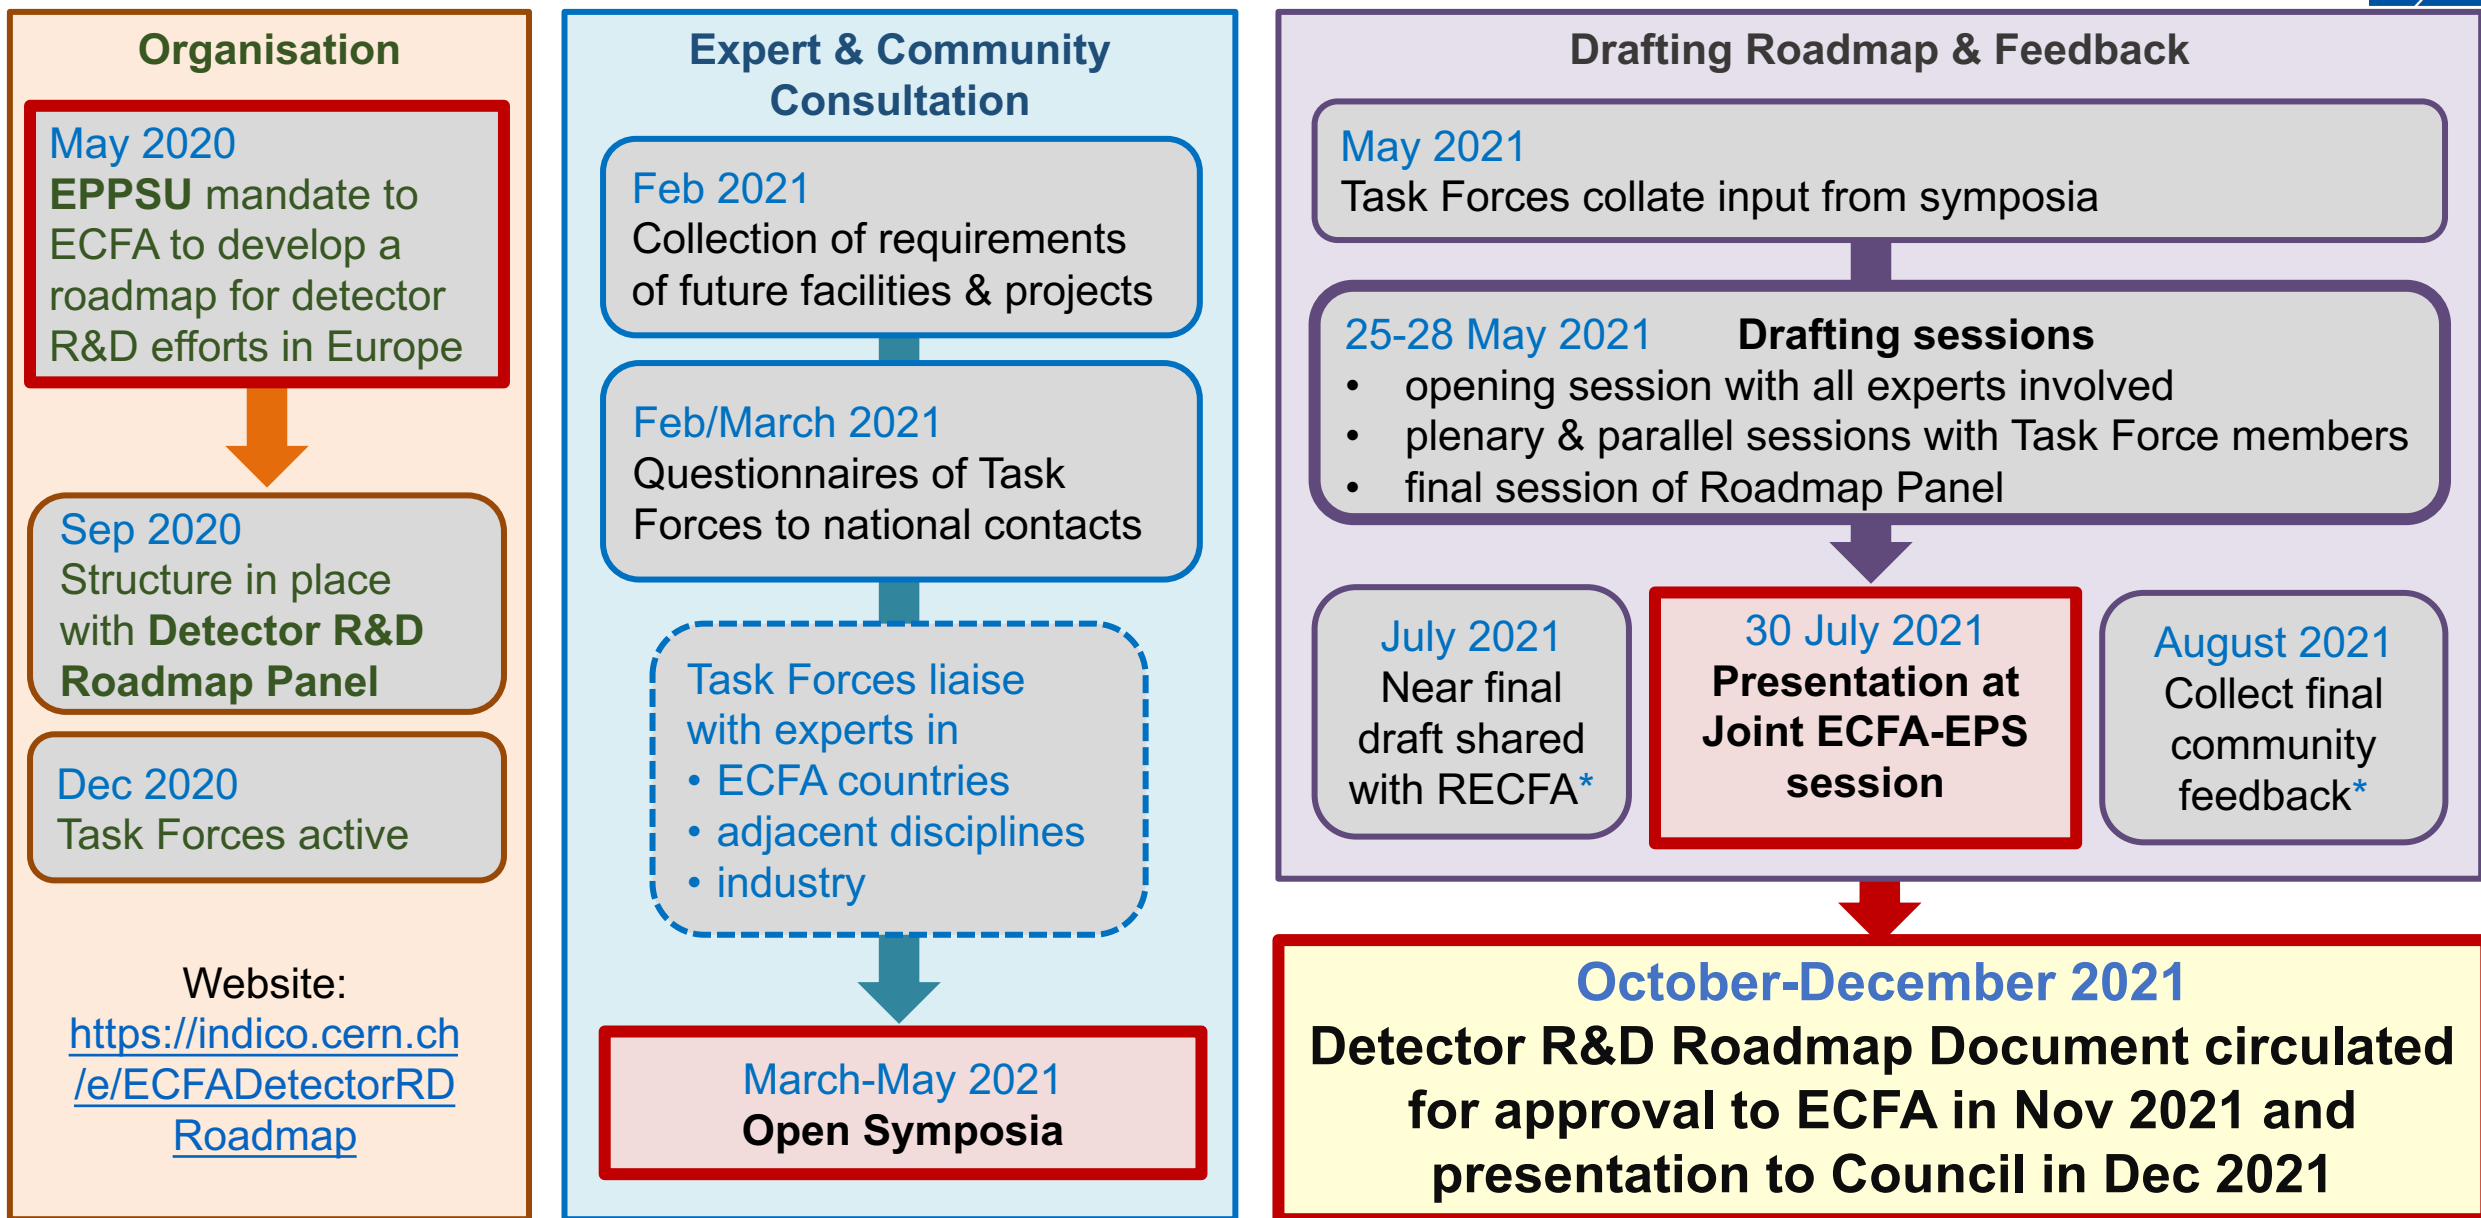 Organisation
May 2020
EPPSU mandate to
ECFA to develop a
roadmap for detector
R&D efforts in Europe
Sep 2020
Structure in place
with Detector R&D
Roadmap Panel
Dec 2020
Task Forces active
Website:
https://indico.cern.ch
/e/ECFADetectorRD
Roadmap
Expert & Community
Consultation
Feb 2021
Collection of requirements
of future facilities & projects
Feb/March 2021
Questionnaires of Task
Forces to national contacts
Task Forces liaise
with experts in
• ECFA countries
• adjacent disciplines
• industry
March-May 2021
Open Symposia
Drafting Roadmap & Feedback
May 2021
Task Forces collate input from symposia
25-28 May 2021 Drafting sessions
• opening session with all experts involved
• plenary & parallel sessions with Task Force members
• final session of Roadmap Panel
July 2021
Near final
draft shared
with RECFA*
30 July 2021
Presentation at
Joint ECFA-EPS
session
August 2021
Collect final
community
feedback*
October-December 2021
Detector R&D Roadmap Document circulated
for approval to ECFA in Nov 2021 and
presentation to Council in Dec 2021